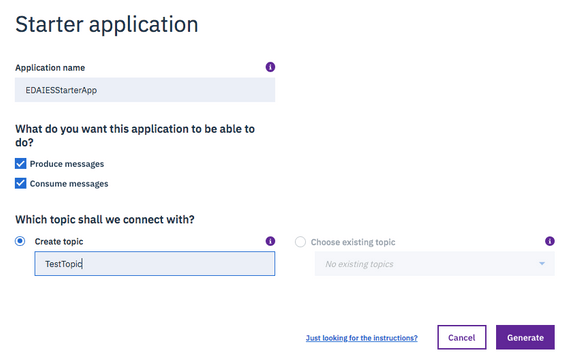 Starter application
Application name
EDAIESStarterApp
What do you want this application to be able to
do?
Produce messages
Consume messages
Which topic shall we connect with?
Create topic
Choose existing topic
TestTopic
No existing topics
Just looking for the instructions?
Cancel
Generate